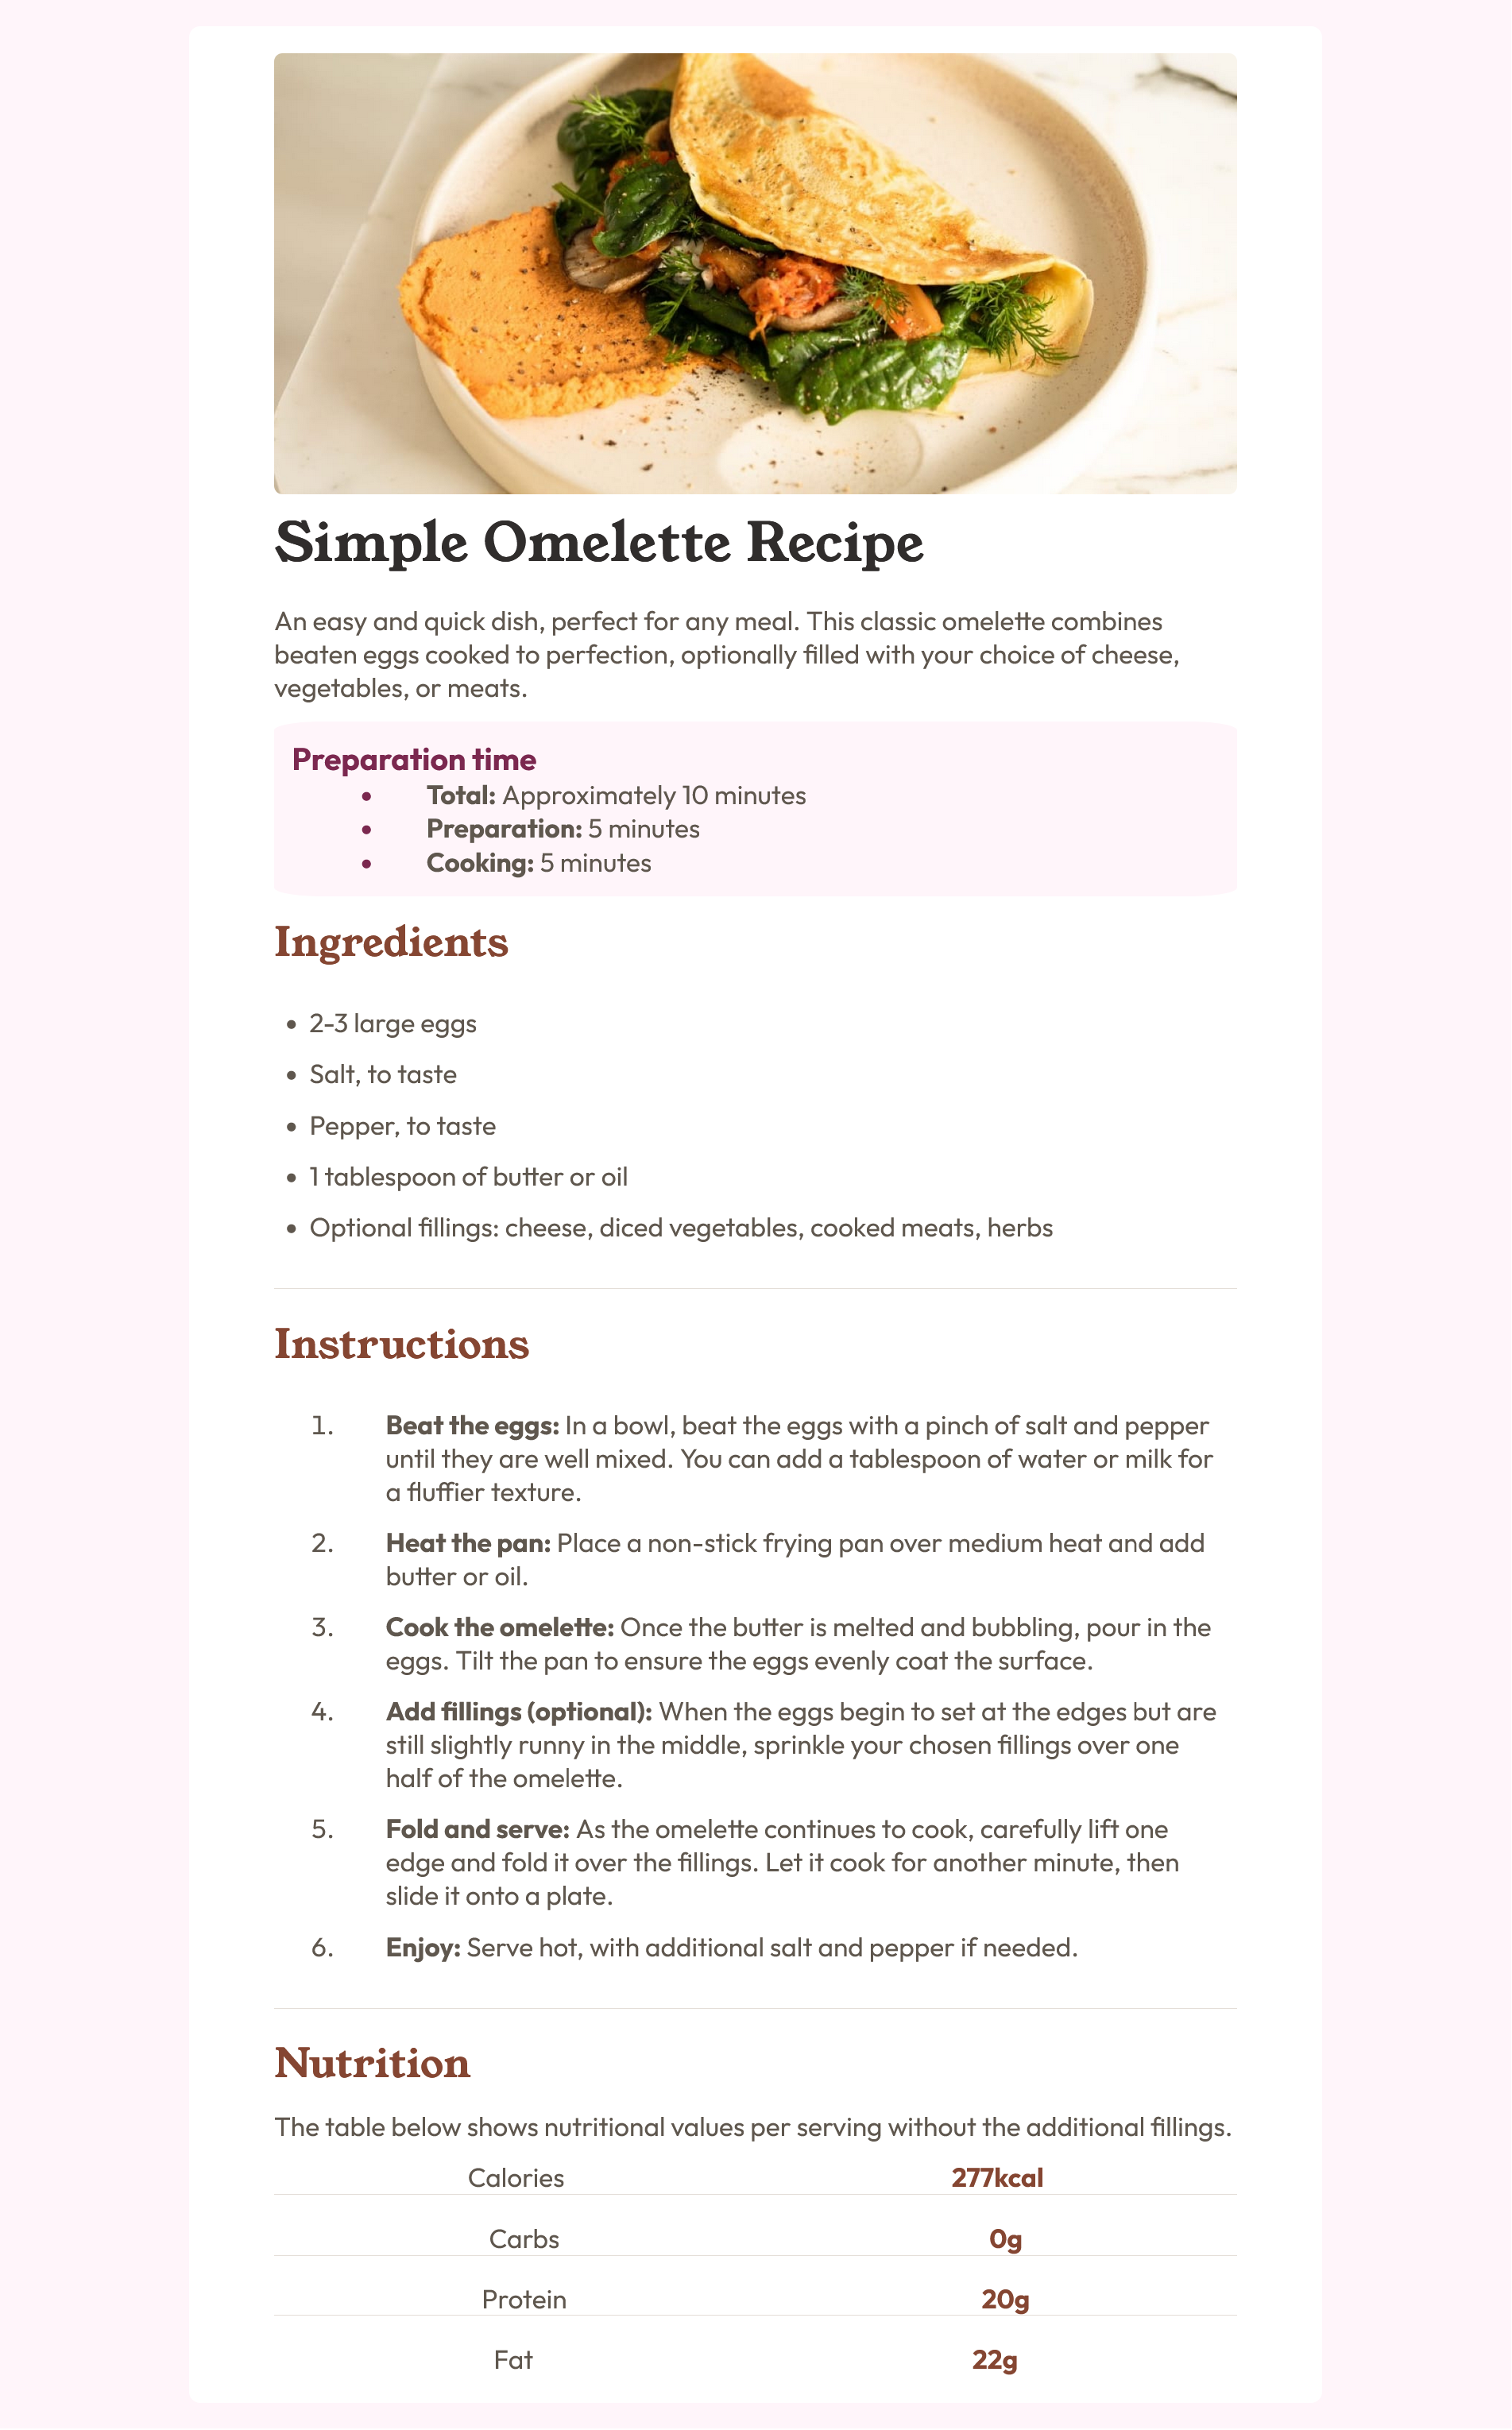 Simple Omelette Recipe
An easy and quick dish, perfect for any meal. This classic omelette combines
beaten eggs cooked to perfection, optionally filled with your choice of cheese,
vegetables, or meats.
Preparation time
• Total: Approximately 10 minutes
• Preparation: 5 minutes
• Cooking: 5 minutes
Ingredients
• 2-3 large eggs
• Salt, to taste
• Pepper, to taste
• 1 tablespoon of butter or oil
• Optional fillings: cheese, diced vegetables, cooked meats, herbs
Instructions
1. Beat the eggs: In a bowl, beat the eggs with a pinch of salt and pepper
until they are well mixed. You can add a tablespoon of water or milk for
a fluffier texture.
2. Heat the pan: Place a non-stick frying pan over medium heat and add
butter or oil.
3. Cook the omelette: Once the butter is melted and bubbling, pour in the
eggs. Tilt the pan to ensure the eggs evenly coat the surface.
4. Add fillings (optional): When the eggs begin to set at the edges but are
still slightly runny in the middle, sprinkle your chosen fillings over one
half of the omelette.
5. Fold and serve: As the omelette continues to cook, carefully lift one
edge and fold it over the fillings. Let it cook for another minute, then
slide it onto a plate.
6. Enjoy: Serve hot, with additional salt and pepper if needed.
Nutrition
The table below shows nutritional values per serving without the additional fillings.
Calories 277kcal
Carbs 0g
Protein 20g
Fat 22g